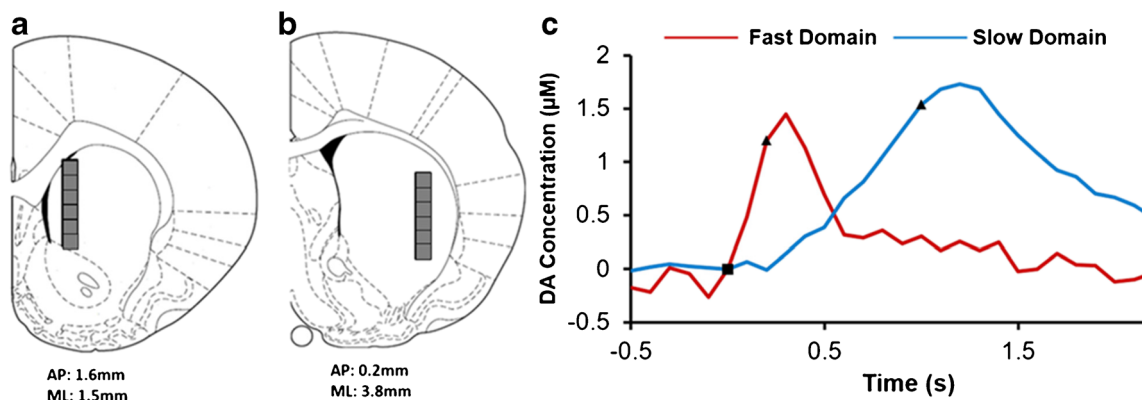 a
AP: 1.6mm
ML: 1.5mm
b
AP: 0.2mm
ML: 3.8mm
c
Fast Domain
Slow Domain
DA Concentration (µM)
2
1.5
1
0.5
0
-0.5
-0.5
0.5
1.5
Time (s)